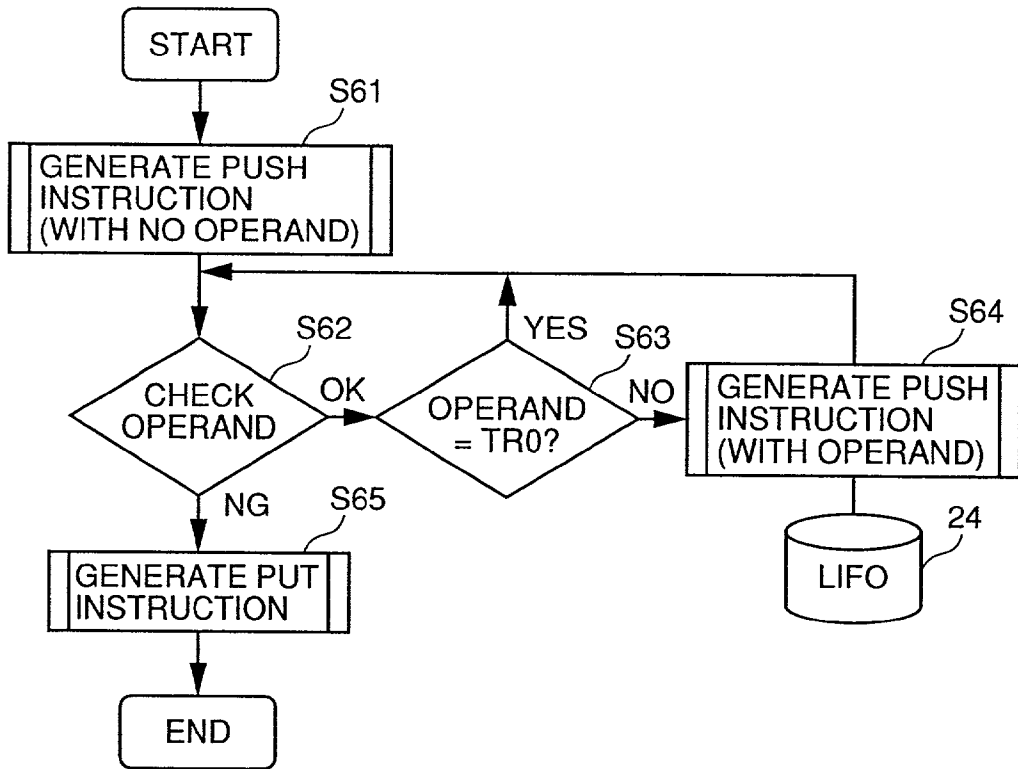 START
S61
GENERATE PUSH
INSTRUCTION
(WITH NO OPERAND)
S62
CHECK
OPERAND
OK
YES
S63
OPERAND
= TR0?
NO
S64
GENERATE PUSH
INSTRUCTION
(WITH OPERAND)
24
LIFO
NG
S65
GENERATE PUT
INSTRUCTION
END